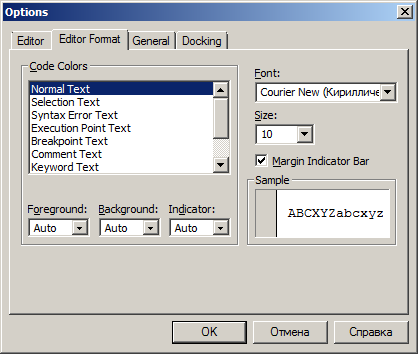 Options
Editor
Editor Format
General
Docking
Code Colors
Normal Text
Selection Text
Syntax Error Text
Execution Point Text
Breakpoint Text
Comment Text
Keyword Text
Foreground:
Background:
Indicator:
Auto
Auto
Auto
Font:
Courier New (Кирилличе
Size:
10
Margin Indicator Bar
Sample
ABCXYZabcxyz
OK
Отмена
Справка